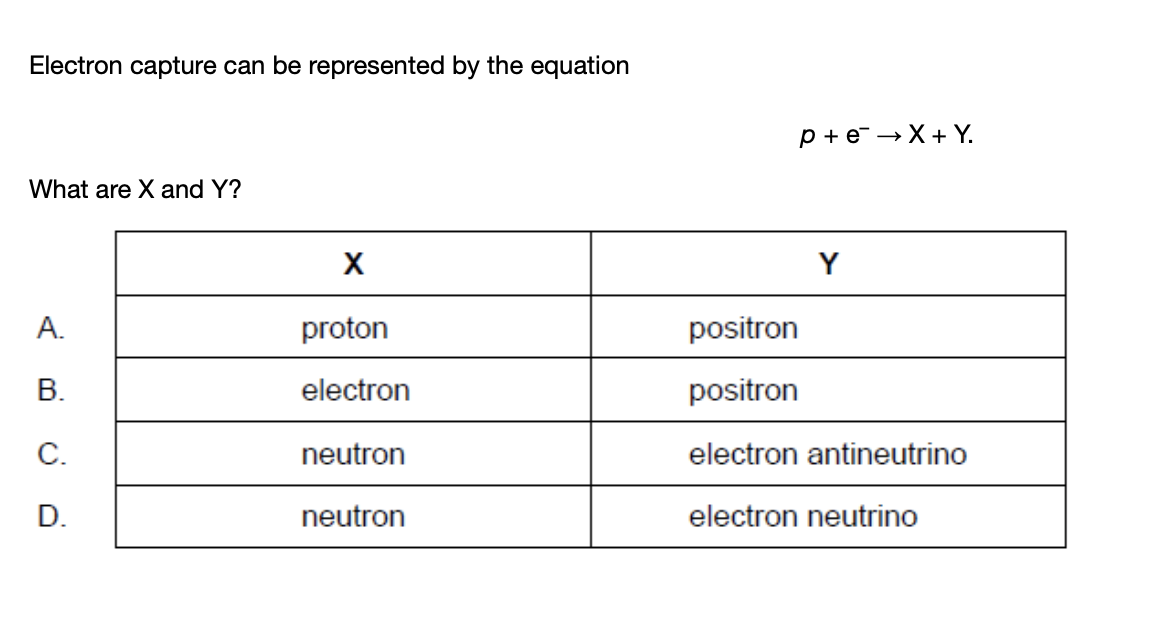 Electron capture can be represented by the equation
p + e⁻ → X + Y.
What are X and Y?
X Y
A. proton positron
B. electron positron
C. neutron electron antineutrino
D. neutron electron neutrino